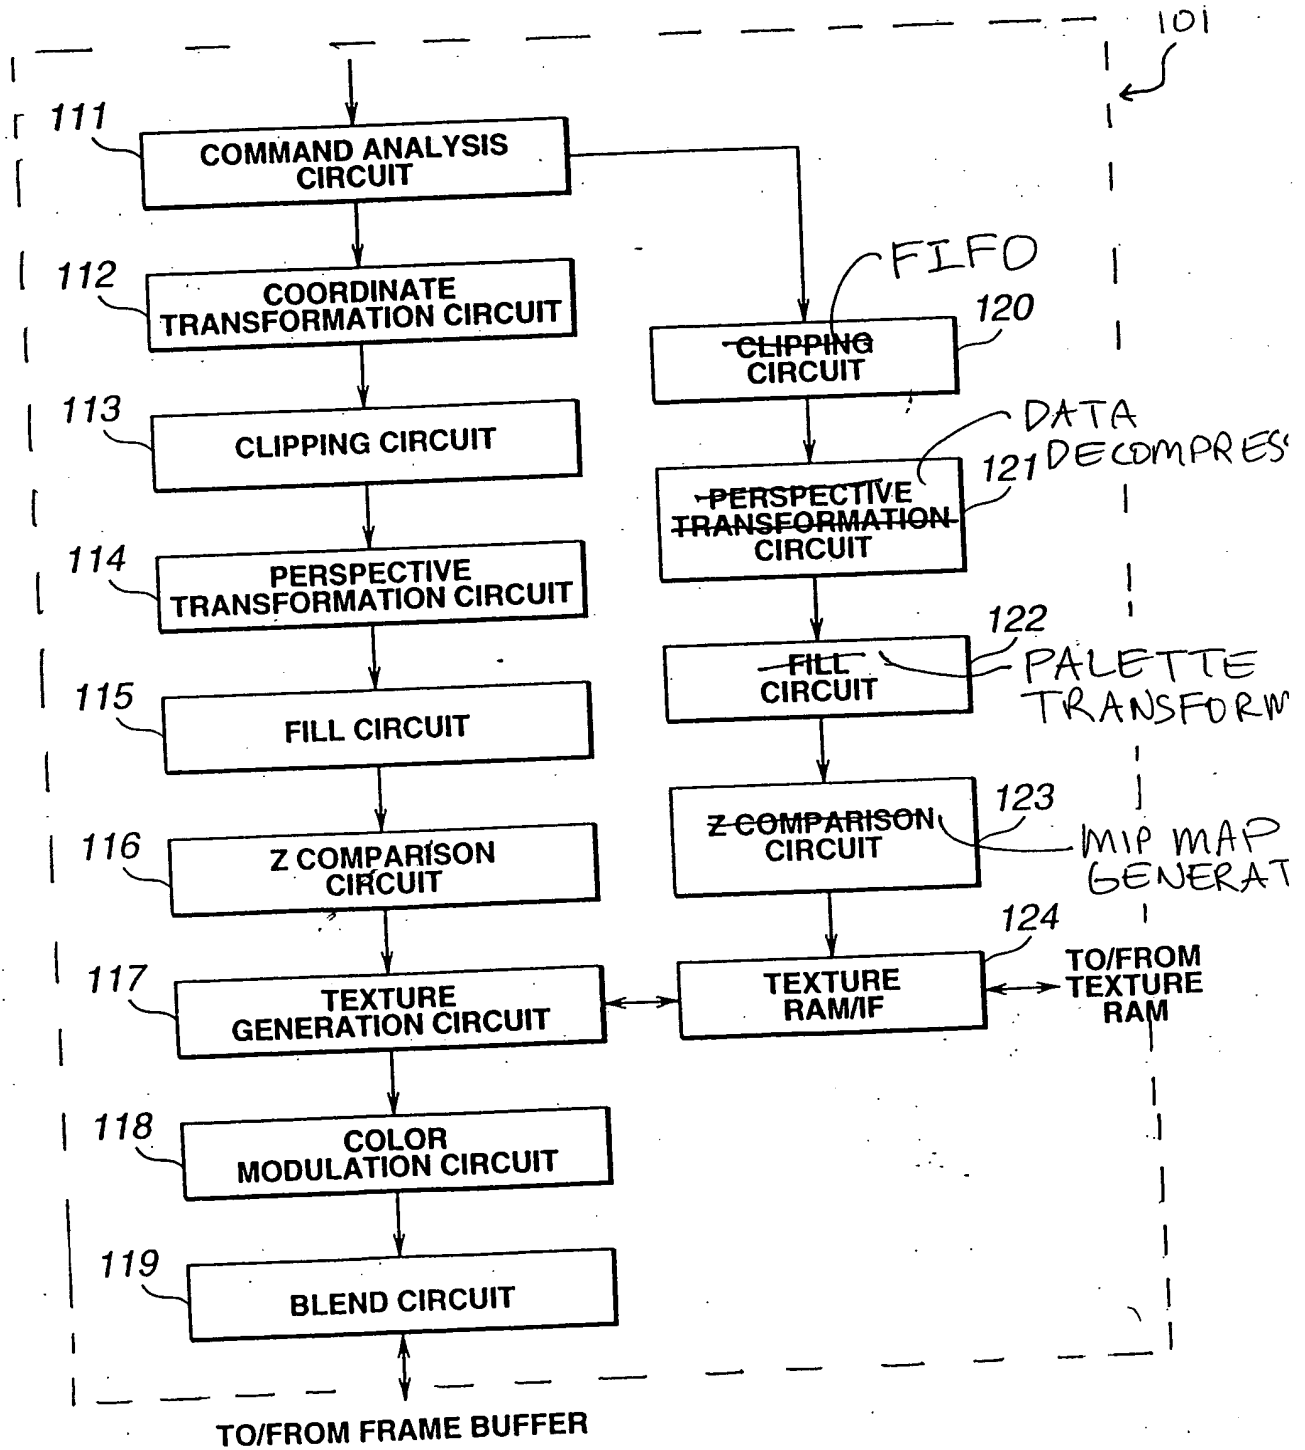 101
111
COMMAND ANALYSIS
CIRCUIT
112
COORDINATE
TRANSFORMATION CIRCUIT
FIFO
120
CLIPPING
CIRCUIT
113
CLIPPING CIRCUIT
DATA
DECOMPRES
121
PERSPECTIVE
TRANSFORMATION
CIRCUIT
114
PERSPECTIVE
TRANSFORMATION CIRCUIT
122
FILL
CIRCUIT
PALETTE
TRANSFORM
115
FILL CIRCUIT
123
Z COMPARISON
CIRCUIT
MIP MAP
GENERAT
116
Z COMPARISON
CIRCUIT
124
TEXTURE
RAM/IF
TO/FROM
TEXTURE
RAM
117
TEXTURE
GENERATION CIRCUIT
118
COLOR
MODULATION CIRCUIT
119
BLEND CIRCUIT
TO/FROM FRAME BUFFER